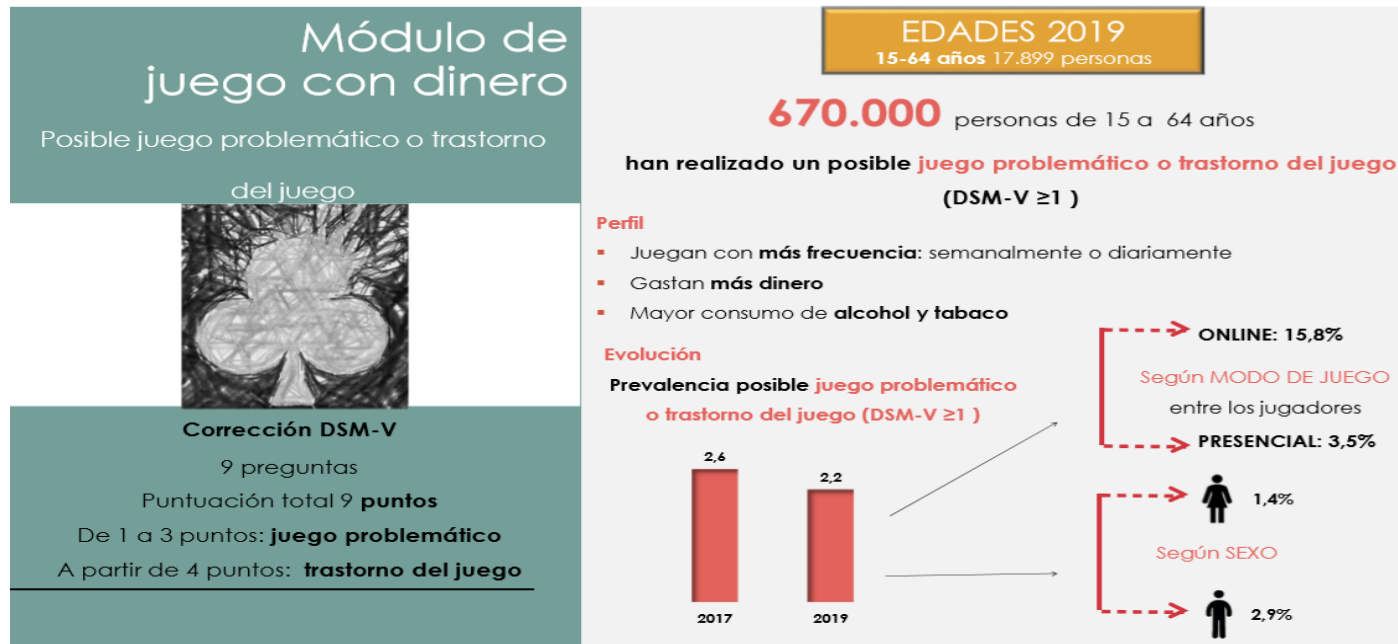 Módulo de
juego con dinero
Posible juego problemático o trastorno
del juego
Corrección DSM-V
9 preguntas
Puntuación total 9 puntos
De 1 a 3 puntos: juego problemático
A partir de 4 puntos: trastorno del juego
EDADES 2019
15-64 años 17.899 personas
670.000 personas de 15 a 64 años
han realizado un posible juego problemático o trastorno del juego
(DSM-V ≥1 )
Perfil
▪ Juegan con más frecuencia: semanalmente o diariamente
▪ Gastan más dinero
▪ Mayor consumo de alcohol y tabaco
Evolución
Prevalencia posible juego problemático
o trastorno del juego (DSM-V ≥1 )
2,6
2,2
2017
2019
ONLINE: 15,8%
Según MODO DE JUEGO
entre los jugadores
PRESENCIAL: 3,5%
1,4%
Según SEXO
2,9%